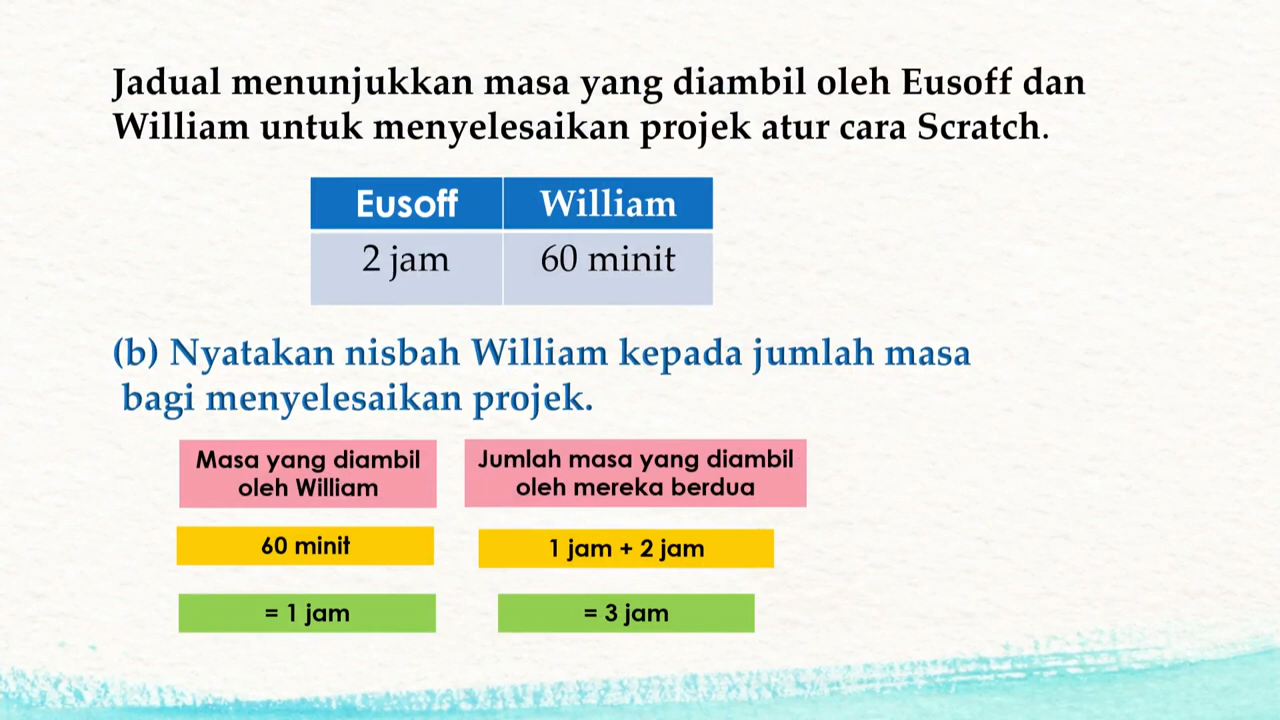 Jadual menunjukkan masa yang diambil oleh Eusoff dan
William untuk menyelesaikan projek atur cara Scratch.
Eusoff William
2 jam 60 minit
(b) Nyatakan nisbah William kepada jumlah masa
bagi menyelesaikan projek.
Masa yang diambil
oleh William
Jumlah masa yang diambil
oleh mereka berdua
60 minit
1 jam + 2 jam
= 1 jam
= 3 jam